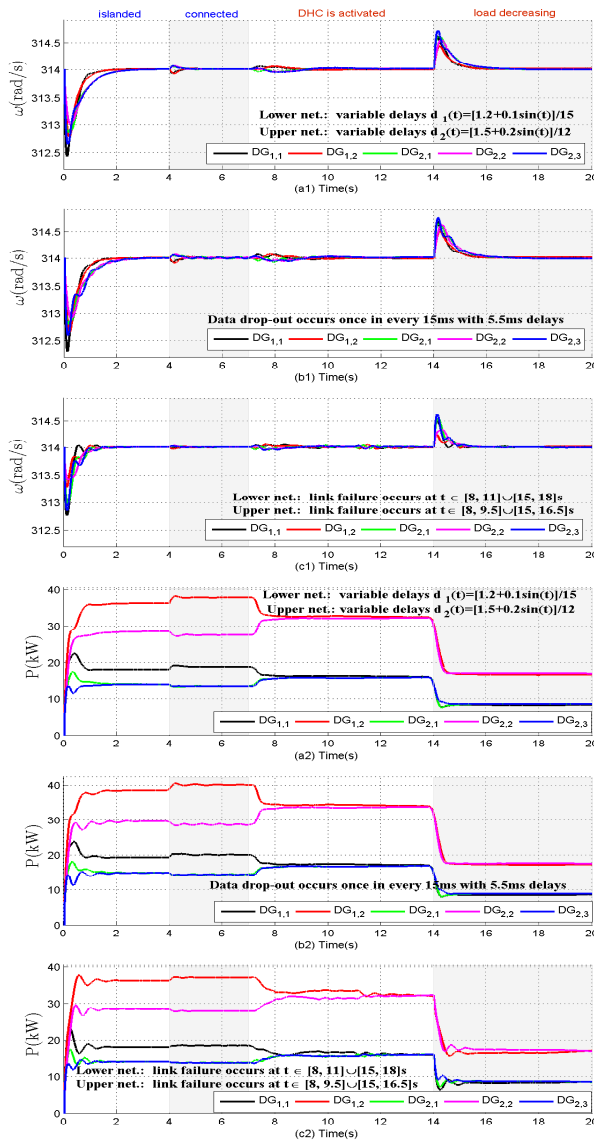 islanded connected DHC is activated load decreasing
314.5
314
313.5
313
312.5
ω(rad/s)
Lower net.: variable delays d 1(t)=[1.2+0.1sin(t)]/15
Upper net.: variable delays d 2(t)=[1.5+0.2sin(t)]/12
DG1,1 DG1,2 DG2,1 DG2,2 DG2,3
0 2 4 6 8 10 12 14 16 18 20
(a1) Time(s)
314.5
314
313.5
313
312.5
ω(rad/s)
Data drop-out occurs once in every 15ms with 5.5ms delays
DG1,1 DG1,2 DG2,1 DG2,2 DG2,3
0 2 4 6 8 10 12 14 16 18 20
(b1) Time(s)
314.5
314
313.5
313
312.5
ω(rad/s)
Lower net.: link failure occurs at t ⊂ [8, 11]∪[15, 18]s
Upper net.: link failure occurs at t∈ [8, 9.5]∪[15, 16.5]s
DG1,1 DG1,2 DG2,1 DG2,2 DG2,3
0 2 4 6 8 10 12 14 16 18 20
(c1) Time(s)
40
30
20
10
0
P(kW)
Lower net.: variable delays d 1(t)=[1.2+0.1sin(t)]/15
Upper net.: variable delays d 2(t)=[1.5+0.2sin(t)]/12
DG1,1 DG1,2 DG2,1 DG2,2 DG2,3
0 2 4 6 8 10 12 14 16 18 20
(a2) Time(s)
40
30
20
10
0
P(kW)
Data drop-out occurs once in every 15ms with 5.5ms delays
DG1,1 DG1,2 DG2,1 DG2,2 DG2,3
0 2 4 6 8 10 12 14 16 18 20
(b2) Time(s)
40
30
20
10
0
P(kW)
Lower net.: link failure occurs at t ∈ [8, 11]∪[15, 18]s
Upper net.: link failure occurs at t∈ [8, 9.5]∪[15, 16.5]s
DG1,1 DG1,2 DG2,1 DG2,2 DG2,3
0 2 4 6 8 10 12 14 16 18 20
(c2) Time(s)